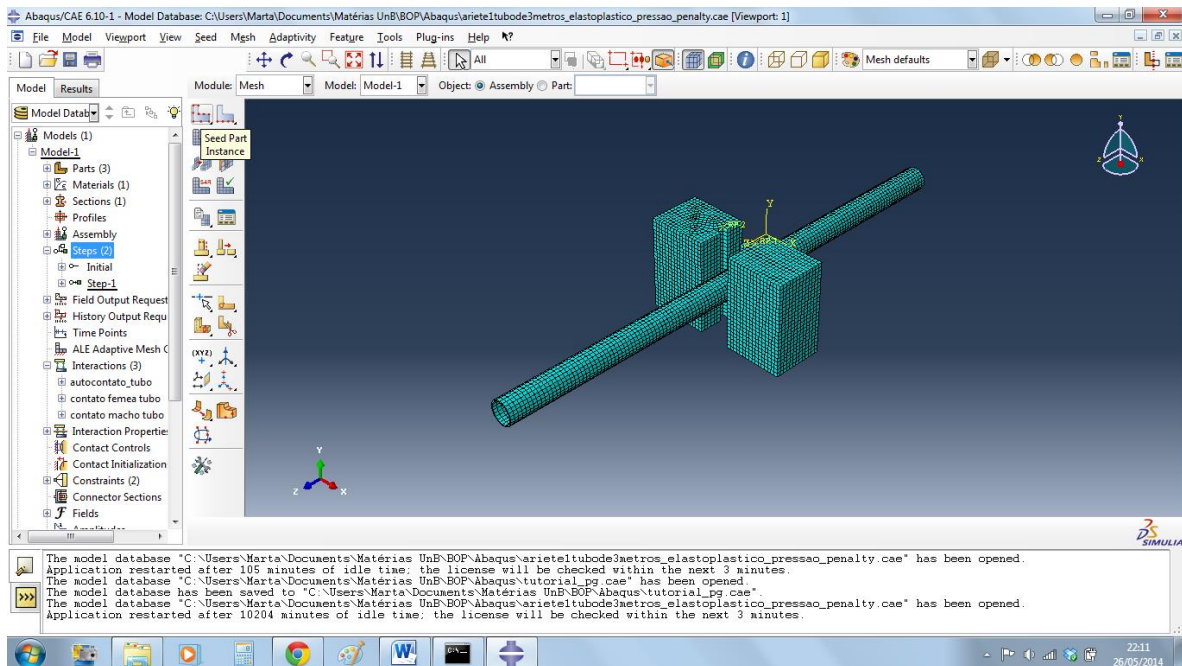 Abaqus/CAE 6.10-1 - Model Database: C:\Users\Marta\Documents\Matérias UnB\BOP\Abaqus\ariete1tubode3metros_elastoplastico_pressao_penalty.cae [Viewport: 1]
File Model Viewport View Seed Mesh Adaptivity Feature Tools Plug-ins Help
All Mesh defaults
Model Results Module: Mesh Model: Model-1 Object: Assembly Part:
Model Datab
Models (1)
Model-1
Parts (3)
Materials (1)
Sections (1)
Profiles
Assembly
Steps (2)
Initial
Step-1
Field Output Request
History Output Requ
Time Points
ALE Adaptive Mesh C
Interactions (3)
autocontato_tubo
contato femea tubo
contato macho tubo
Interaction Propertie
Contact Controls
Contact Initialization
Constraints (2)
Connector Sections
Fields
Seed Part
Instance
(XYZ)
Y
X
Y
Z
X
Y
Z
X
SIMULIA
The model database "C:\Users\Marta\Documents\Matérias UnB\BOP\Abaqus\ariete1tubode3metros_elastoplastico_pressao_penalty.cae" has been opened.
Application restarted after 105 minutes of idle time; the license will be checked within the next 3 minutes.
The model database "C:\Users\Marta\Documents\Matérias UnB\BOP\Abaqus\tutorial_pg.cae" has been opened.
The model database has been saved to "C:\Users\Marta\Documents\Matérias UnB\BOP\Abaqus\tutorial_pg.cae".
The model database "C:\Users\Marta\Documents\Matérias UnB\BOP\Abaqus\ariete1tubode3metros_elastoplastico_pressao_penalty.cae" has been opened.
Application restarted after 10204 minutes of idle time; the license will be checked within the next 3 minutes.
22:11
26/05/2014